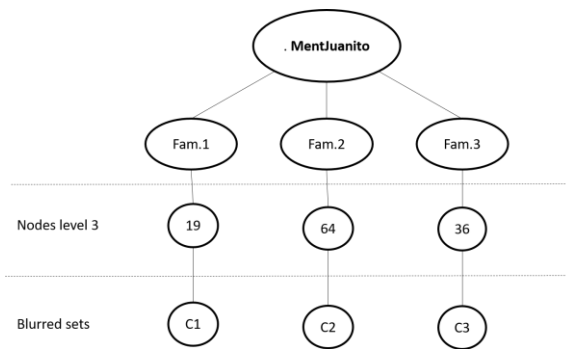 . MentJuanito
Fam.1 Fam.2 Fam.3
Nodes level 3 19 64 36
Blurred sets C1 C2 C3